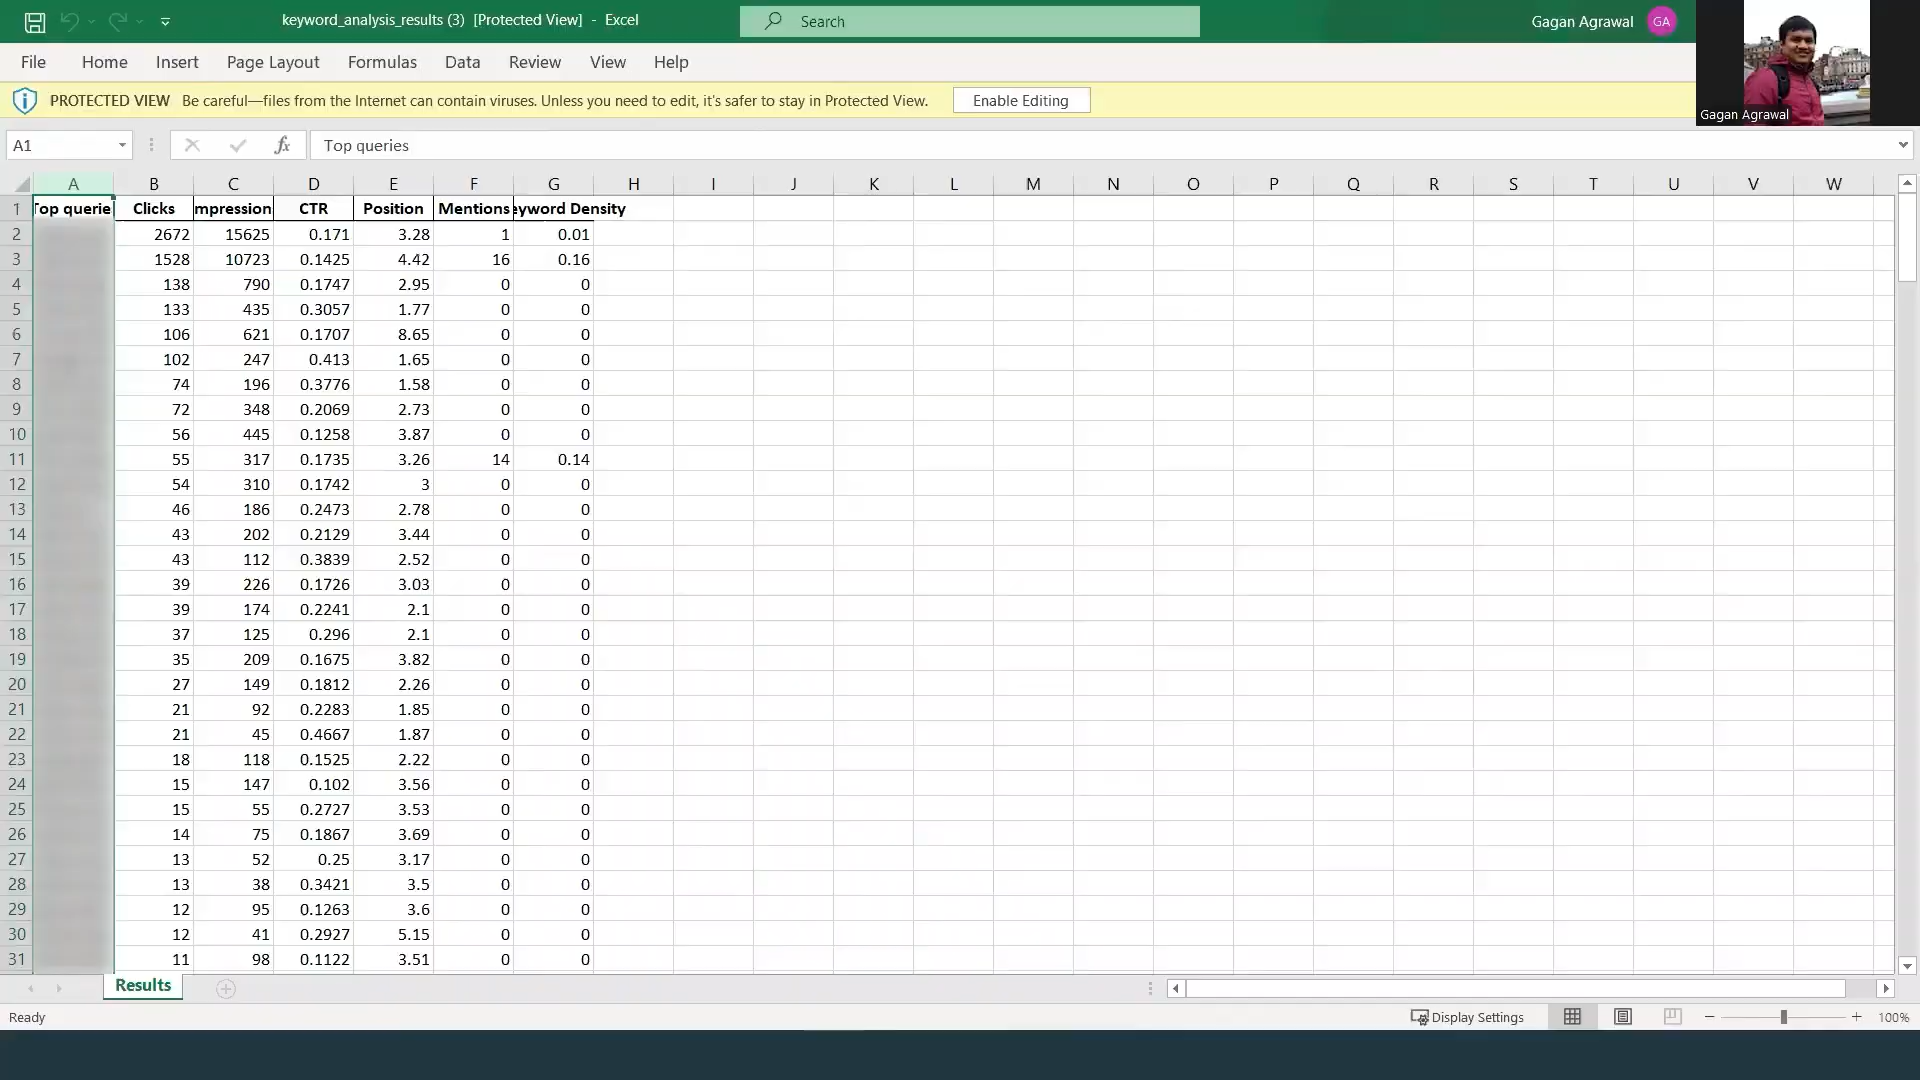 keyword_analysis_results (3) [Protected View] - Excel
Search
Gagan Agrawal GA
File Home Insert Page Layout Formulas Data Review View Help
PROTECTED VIEW Be careful—files from the Internet can contain viruses. Unless you need to edit, it's safer to stay in Protected View. Enable Editing
Gagan Agrawal
A1 fx Top queries
A B C D E F G H I J K L M N O P Q R S T U V W
1 Top querie Clicks mpression CTR Position Mentions eyword Density
2 2672 15625 0.171 3.28 1 0.01
3 1528 10723 0.1425 4.42 16 0.16
4 138 790 0.1747 2.95 0 0
5 133 435 0.3057 1.77 0 0
6 106 621 0.1707 8.65 0 0
7 102 247 0.413 1.65 0 0
8 74 196 0.3776 1.58 0 0
9 72 348 0.2069 2.73 0 0
10 56 445 0.1258 3.87 0 0
11 55 317 0.1735 3.26 14 0.14
12 54 310 0.1742 3 0 0
13 46 186 0.2473 2.78 0 0
14 43 202 0.2129 3.44 0 0
15 43 112 0.3839 2.52 0 0
16 39 226 0.1726 3.03 0 0
17 39 174 0.2241 2.1 0 0
18 37 125 0.296 2.1 0 0
19 35 209 0.1675 3.82 0 0
20 27 149 0.1812 2.26 0 0
21 21 92 0.2283 1.85 0 0
22 21 45 0.4667 1.87 0 0
23 18 118 0.1525 2.22 0 0
24 15 147 0.102 3.56 0 0
25 15 55 0.2727 3.53 0 0
26 14 75 0.1867 3.69 0 0
27 13 52 0.25 3.17 0 0
28 13 38 0.3421 3.5 0 0
29 12 95 0.1263 3.6 0 0
30 12 41 0.2927 5.15 0 0
31 11 98 0.1122 3.51 0 0
Results
Ready Display Settings 100%